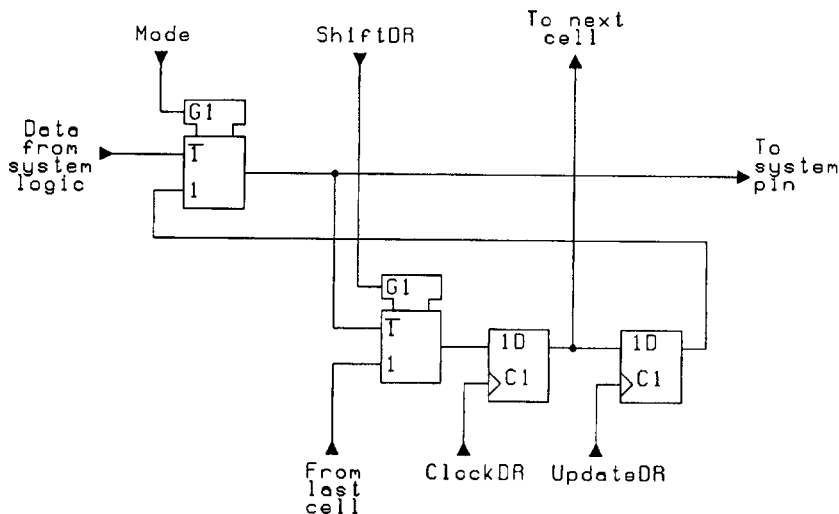 Mode
ShiftDR
To next
cell
G1
Data
from
system
logic
1
1
To
system
pin
G1
1
1
1D
C1
1D
C1
From
last
cell
ClockDR
UpdateDR